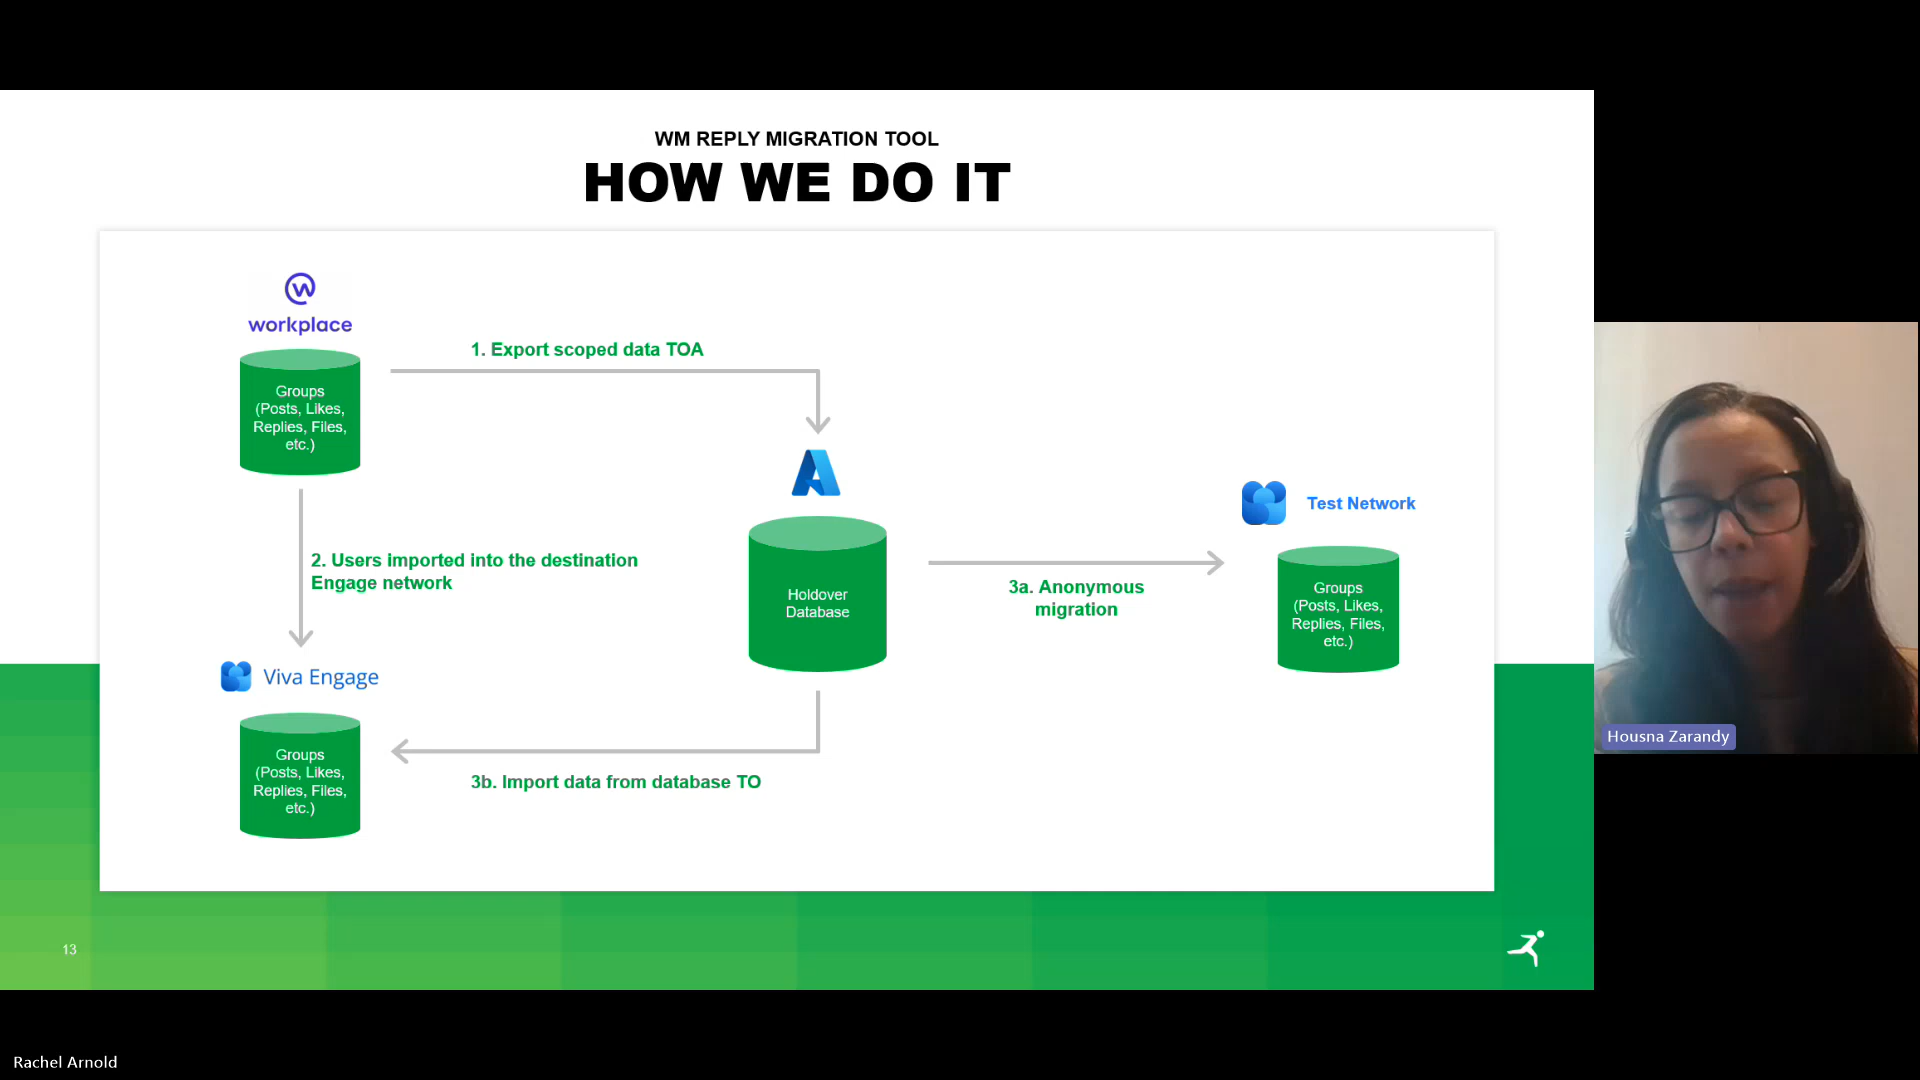 WM REPLY MIGRATION TOOL
HOW WE DO IT
workplace
Groups
(Posts, Likes,
Replies, Files,
etc.)
1. Export scoped data TOA
2. Users imported into the destination
Engage network
Holdover
Database
3a. Anonymous
migration
Test Network
Groups
(Posts, Likes,
Replies, Files,
etc.)
Viva Engage
Groups
(Posts, Likes,
Replies, Files,
etc.)
3b. Import data from database TO
13
Housna Zarandy
Rachel Arnold